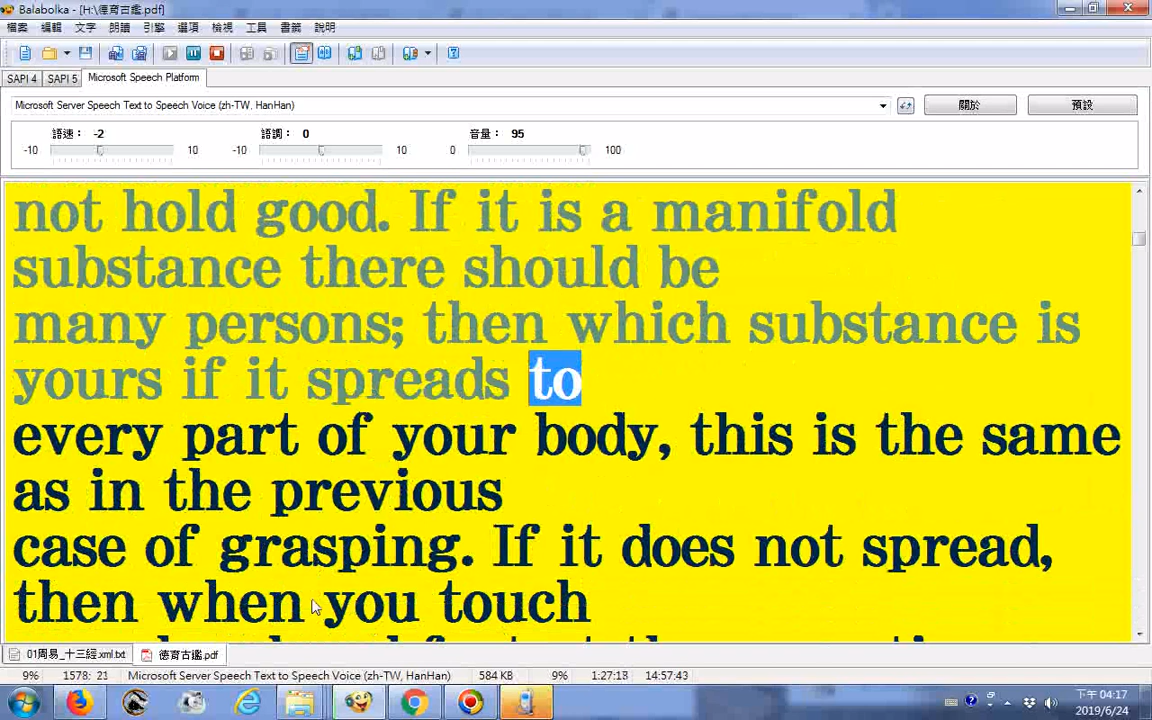 Balabolka - [H:\德育古鑑.pdf]
檔案 編輯 文字 朗讀 引擎 選項 檢視 工具 書籤 說明
SAPI 4 SAPI 5 Microsoft Speech Platform
Microsoft Server Speech Text to Speech Voice (zh-TW, HanHan) 關於 預設
語速： -2 語調： 0 音量： 95
-10 10 -10 10 0 100
not hold good. If it is a manifold
substance there should be
many persons; then which substance is
yours if it spreads to
every part of your body, this is the same
as in the previous
case of grasping. If it does not spread,
then when you touch
01周易_十三經.xml.txt 德育古鑑.pdf
9% 1578: 21 Microsoft Server Speech Text to Speech Voice (zh-TW, HanHan) 584 KB 9% 1:27:13 14:57:43
下午 04:17
2019/6/24